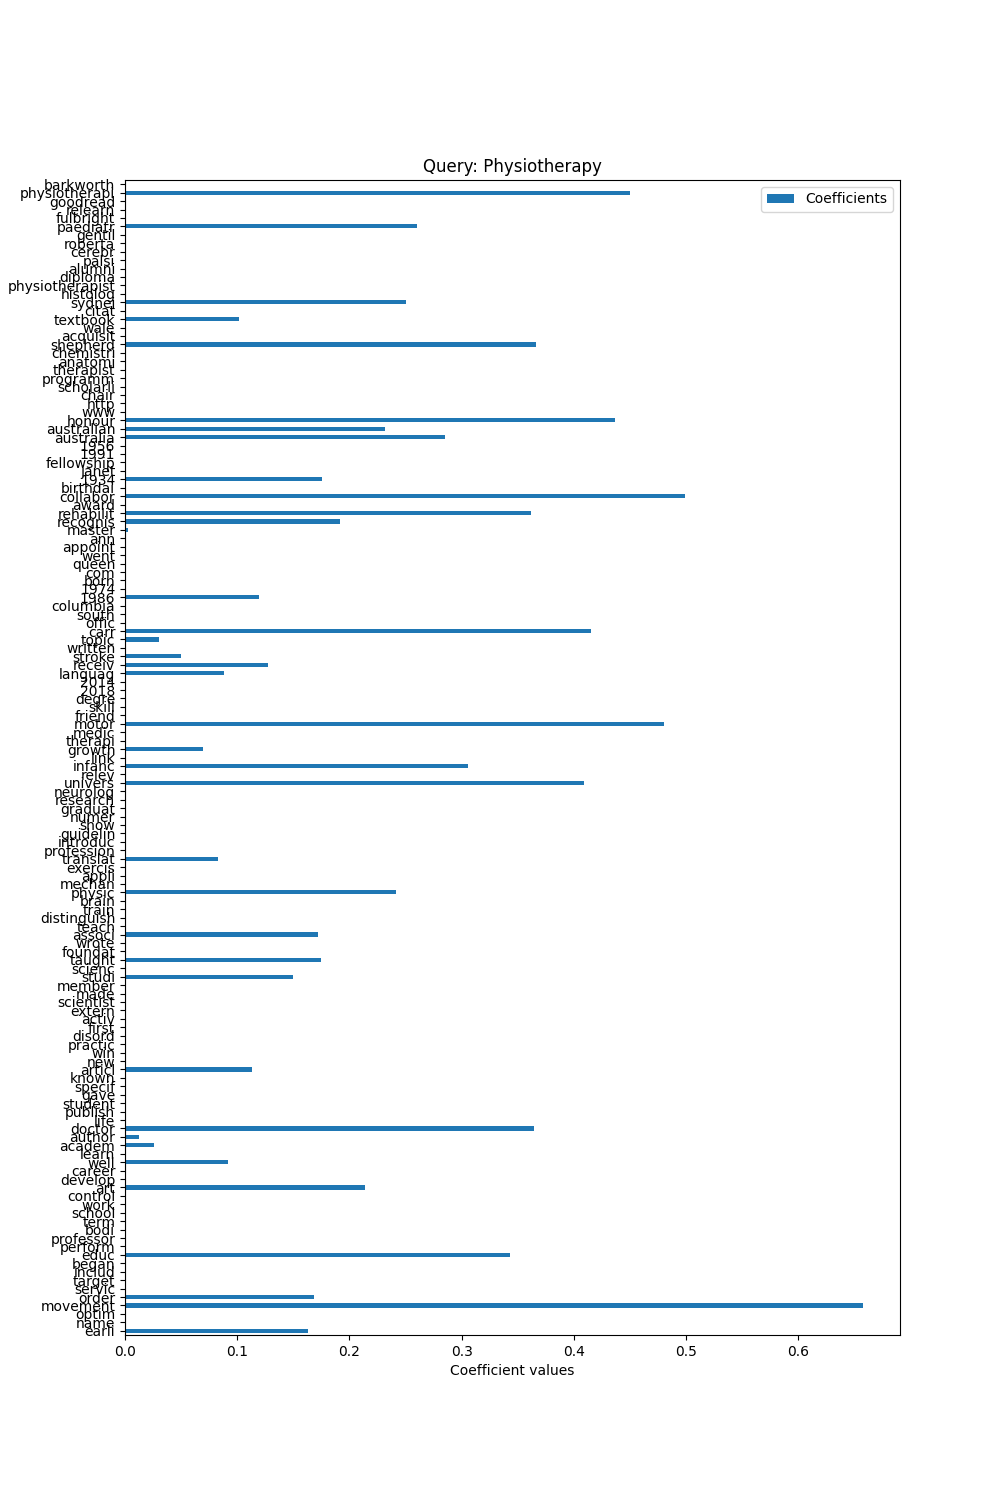 Query: Physiotherapy
Coefficients
barkworth
physiotherapi
goodread
relearn
fulbright
paediatr
gentil
roberta
cerebr
palsi
alumni
diploma
physiotherapist
histolog
sydnei
citat
textbook
wale
acquisit
shepherd
chemistri
anatomi
therapist
programm
scholarli
chair
http
www
honour
australian
australia
1956
1991
fellowship
janet
1934
birthdai
collabor
award
rehabilit
recognis
master
ann
appoint
went
queen
com
born
1974
1986
columbia
south
offic
carr
topic
written
stroke
receiv
languag
2014
2018
degre
skill
friend
motor
medic
therapi
growth
link
infanc
relev
univers
neurolog
research
graduat
numer
show
guidelin
introduc
profession
translat
exercis
appli
mechan
physic
brain
train
distinguish
teach
associ
wrote
foundat
taught
scienc
studi
member
made
scientist
extern
activ
first
disord
practic
win
new
articl
known
specif
gave
student
publish
life
doctor
author
academ
learn
well
career
develop
art
control
work
school
term
bodi
professor
perform
educ
began
includ
target
servic
order
movement
optim
name
earli
0.0 0.1 0.2 0.3 0.4 0.5 0.6
Coefficient values